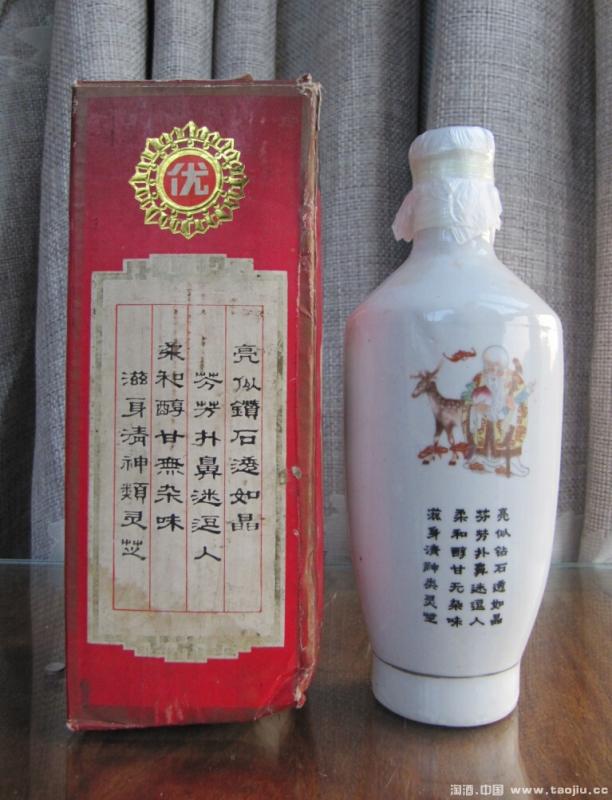 优
亮似鑽石透如晶
芬芳扑鼻迷逗人
柔和醇甘無杂味
滋身清神類灵芝
亮似钻石透如晶
芬芳扑鼻迷逗人
柔和醇甘无杂味
滋身清神类灵芝
淘酒.中国 www.taojiu.cc